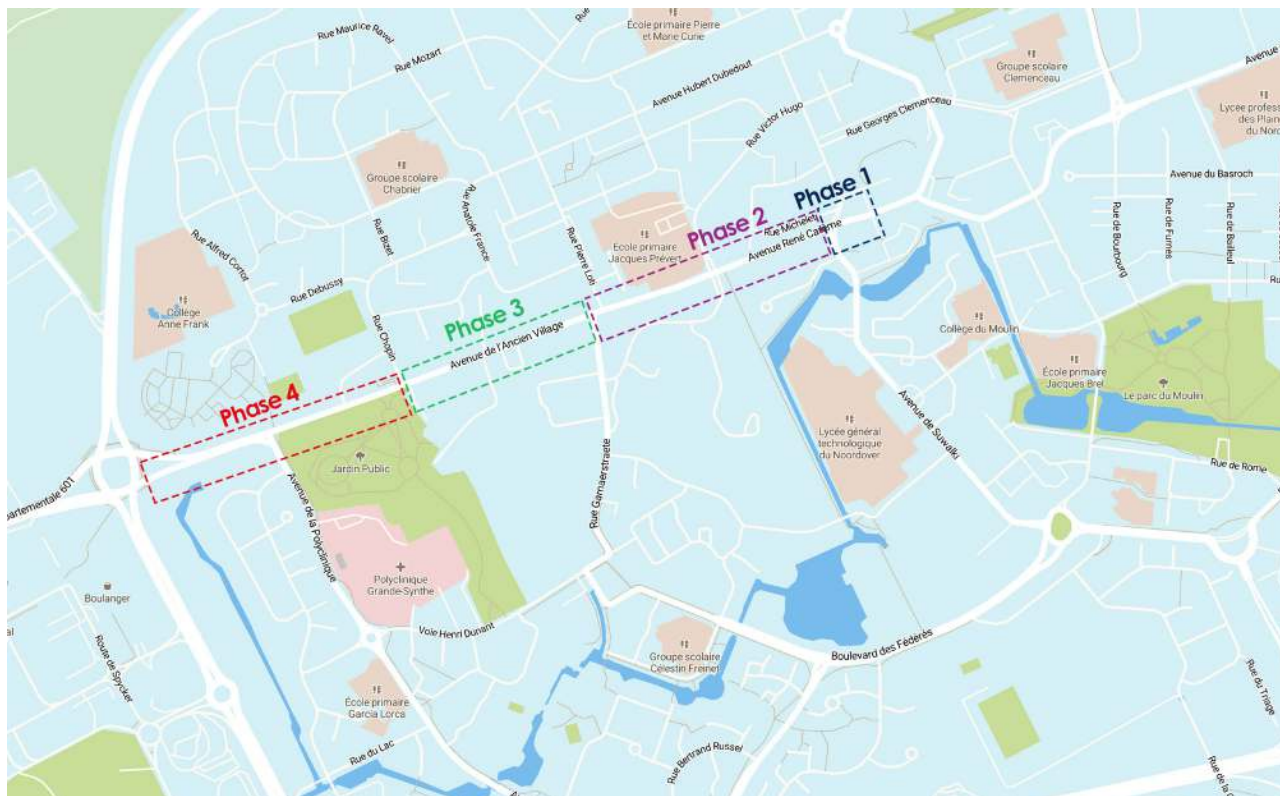 École primaire Pierre
et Marie Curie
Rue Maurice Ravel
Rue Mozart
Avenue Hubert Dubedout
Groupe scolaire
Clemenceau
Avenue
Lycée profess
des Plain
du Nord
Rue Victor Hugo
Rue Georges Clemenceau
Groupe scolaire
Chabrier
Rue Anatole France
Rue Bizet
Rue Pierre Loti
École primaire
Jacques Prévert
Phase 1
Phase 2
Rue Michelet
Avenue René Cassme
Avenue du Basroch
Rue de Bourbourg
Rue de Furnes
Rue de Bailleul
Rue Alfred Cortot
Rue Debussy
Collège
Anne Frank
Rue Chopin
Phase 3
Avenue de l'Ancien Village
Collège du Moulin
École primaire
Jacques Brel
Le parc du Moulin
Phase 4
Jardin Public
Lycée général
technologique
du Noordover
Avenue de Suwalki
Rue de Rome
partementale 601
Avenue de la Polyclinique
Rue Garnaerstraete
Polyclinique
Grande-Synthe
Boulanger
Voie Henri Dunant
Groupe scolaire
Célestin Freinet
Boulevard des Fédérés
Route de Spycker
École primaire
Garcia Lorca
Rue du Lac
Rue Bertrand Russel
Rue du Triage